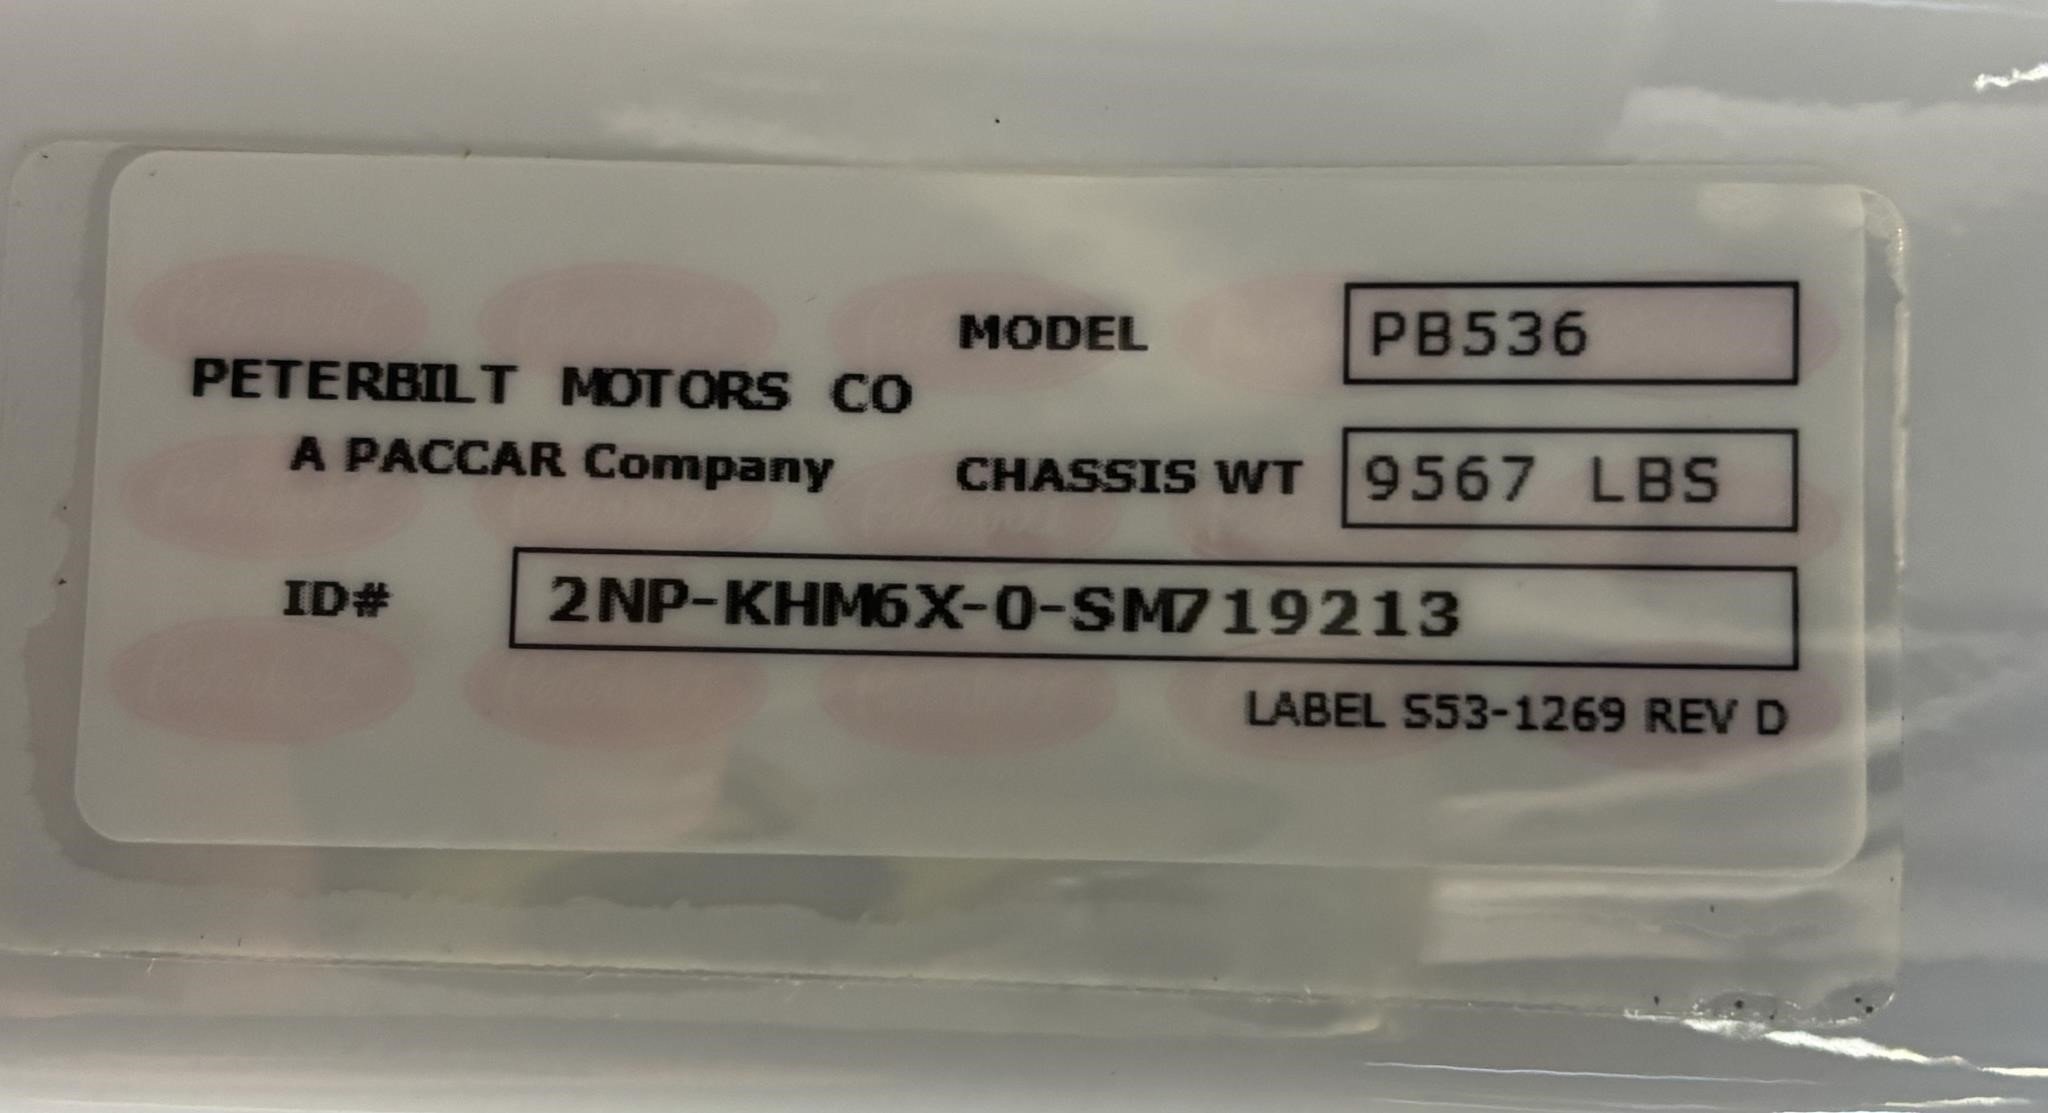 MODEL PB536
PETERBILT MOTORS CO
A PACCAR Company
CHASSIS WT 9567 LBS
ID# 2NP-KHM6X-0-SM719213
LABEL S53-1269 REV D